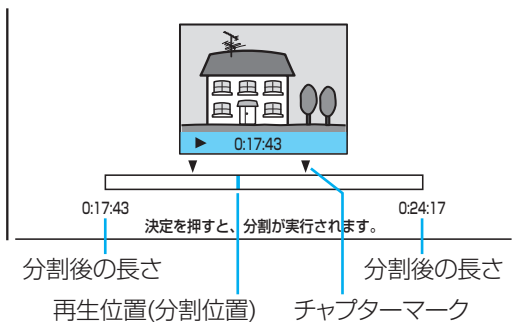 ▶ 0:17:43
0:17:43
0:24:17
決定を押すと、分割が実行されます。
分割後の長さ
分割後の長さ
再生位置(分割位置)
チャプターマーク